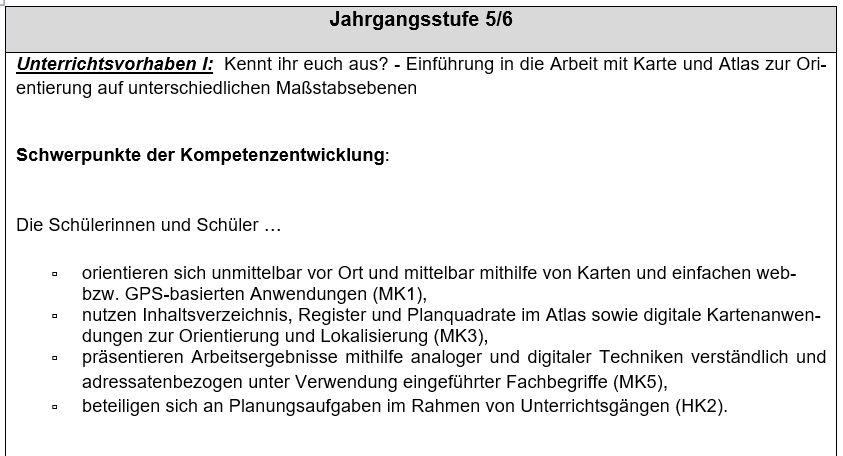 Jahrgangsstufe 5/6
Unterrichtsvorhaben I: Kennt ihr euch aus? - Einführung in die Arbeit mit Karte und Atlas zur Ori-
entierung auf unterschiedlichen Maßstabsebenen
Schwerpunkte der Kompetenzentwicklung:
Die Schülerinnen und Schüler …
▫ orientieren sich unmittelbar vor Ort und mittelbar mithilfe von Karten und einfachen web-
bzw. GPS-basierten Anwendungen (MK1),
▫ nutzen Inhaltsverzeichnis, Register und Planquadrate im Atlas sowie digitale Kartenanwen-
dungen zur Orientierung und Lokalisierung (MK3),
▫ präsentieren Arbeitsergebnisse mithilfe analoger und digitaler Techniken verständlich und
adressatenbezogen unter Verwendung eingeführter Fachbegriffe (MK5),
▫ beteiligen sich an Planungsaufgaben im Rahmen von Unterrichtsgängen (HK2).